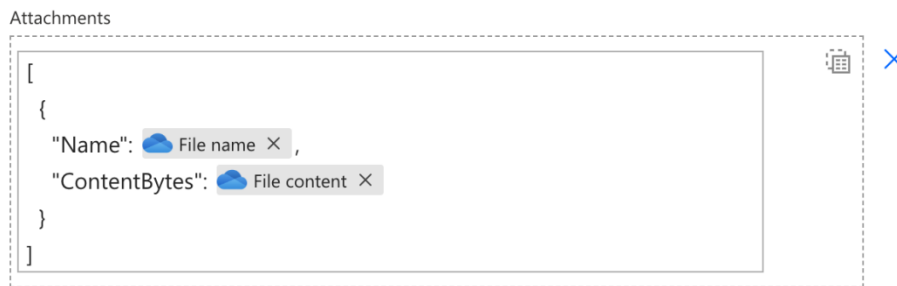 Attachments
[
{
"Name": File name × ,
"ContentBytes": File content ×
}
]